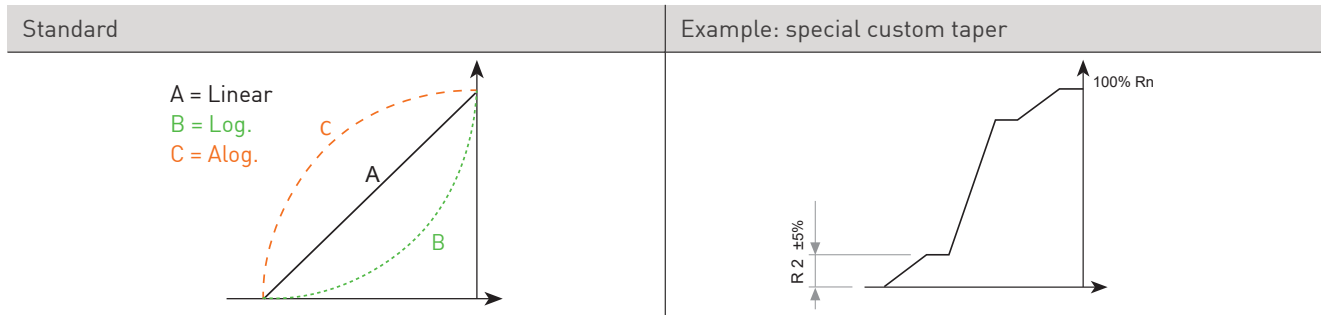 Standard
Example: special custom taper
A = Linear
B = Log.
C = Alog.
C
A
B
100% Rn
R 2 ±5%